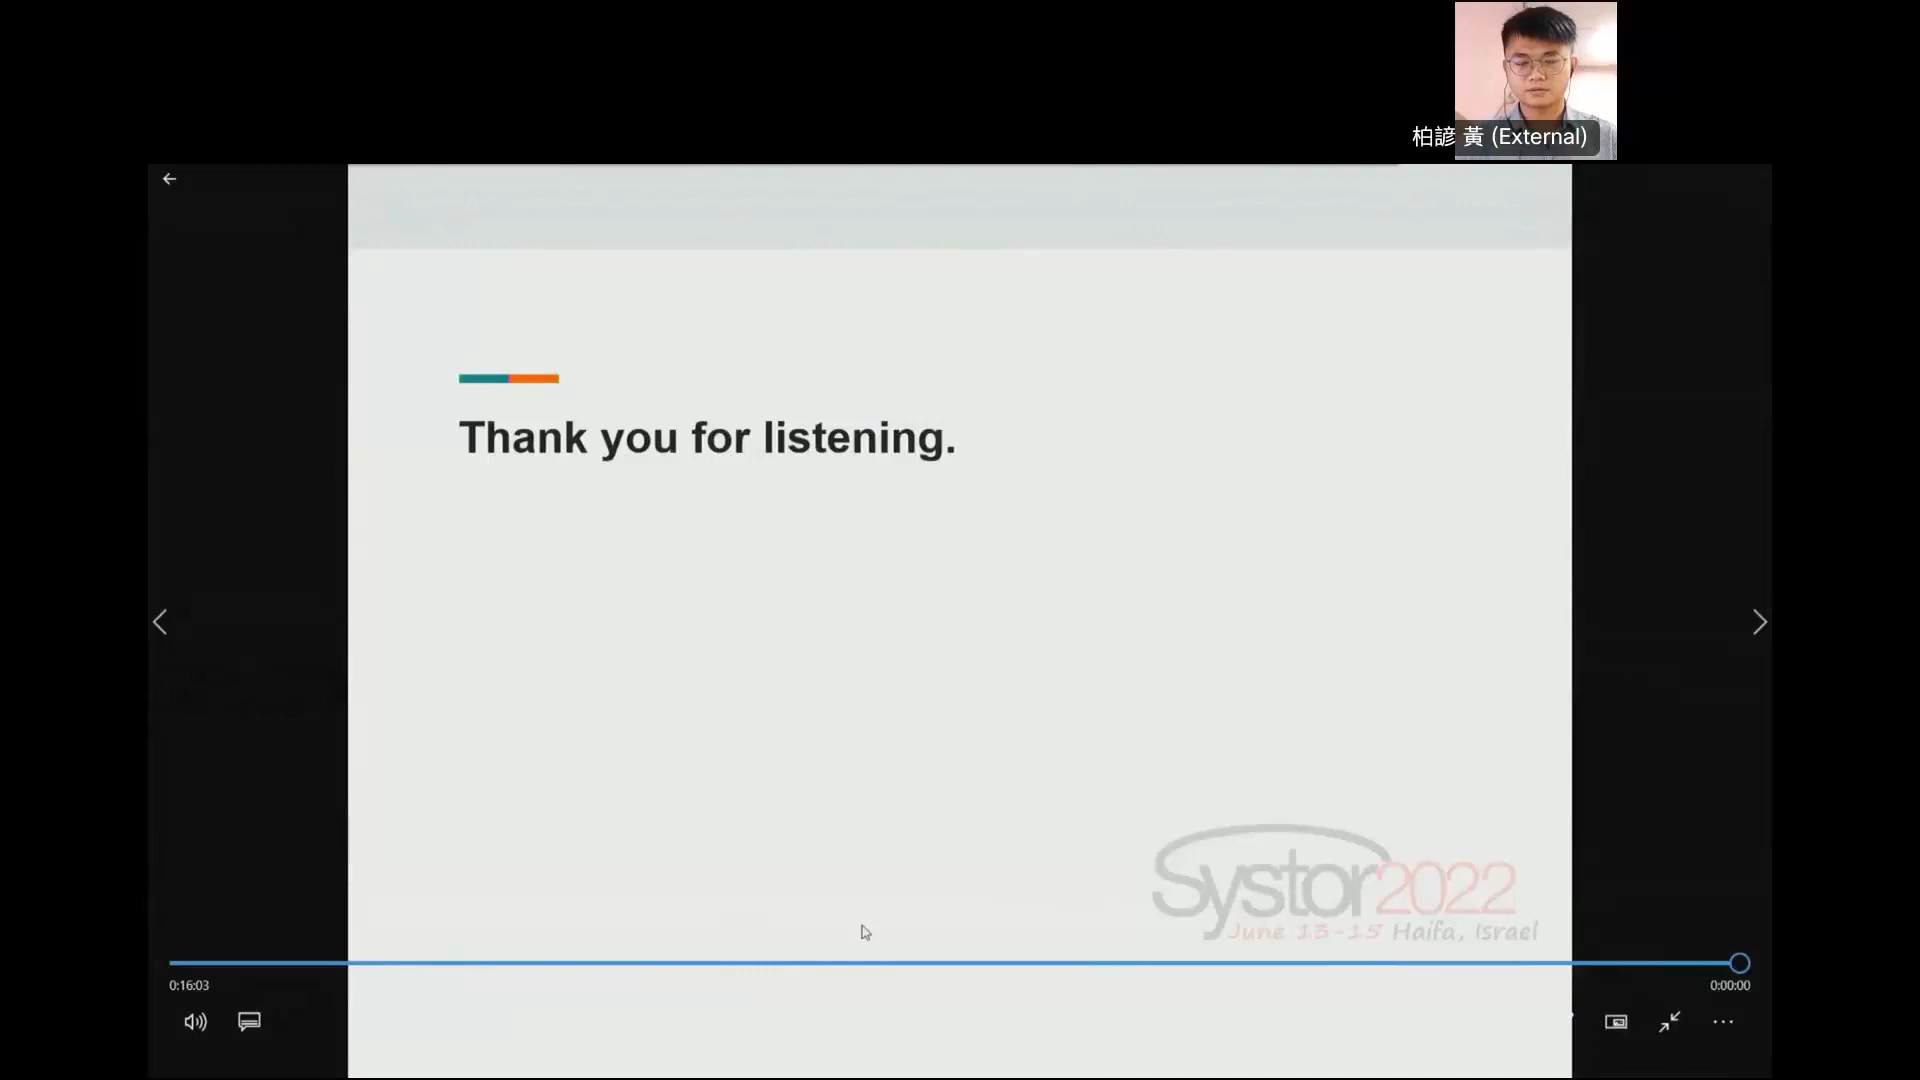 柏諺 黃 (External)
Thank you for listening.
Systor2022
June 13-15 Haifa, Israel
0:16:03
0:00:00